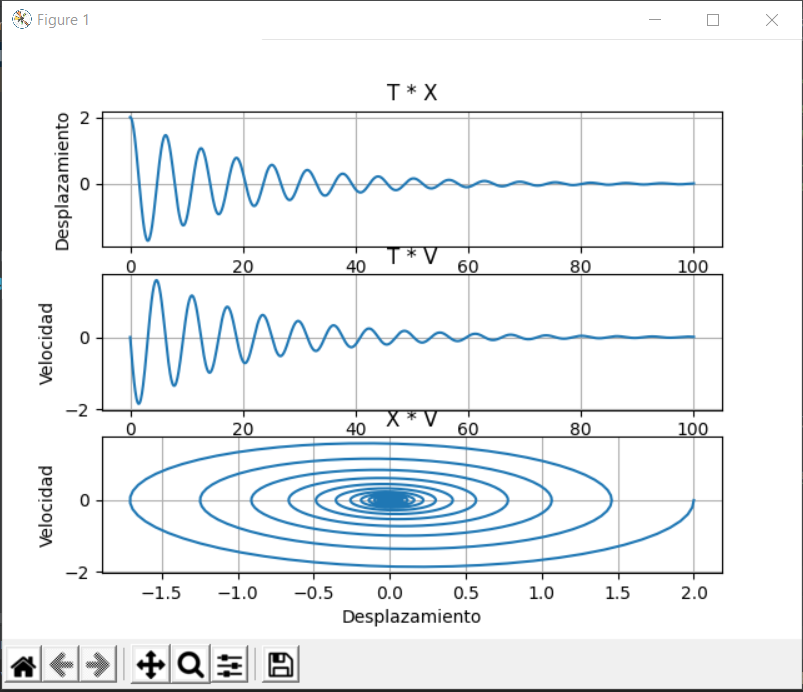 Figure 1
T * X
Desplazamiento
2
0
0 20 40 60 80 100
T * V
Velocidad
0
−2
0 20 40 60 80 100
X * V
Velocidad
0
−2
−1.5 −1.0 −0.5 0.0 0.5 1.0 1.5 2.0
Desplazamiento